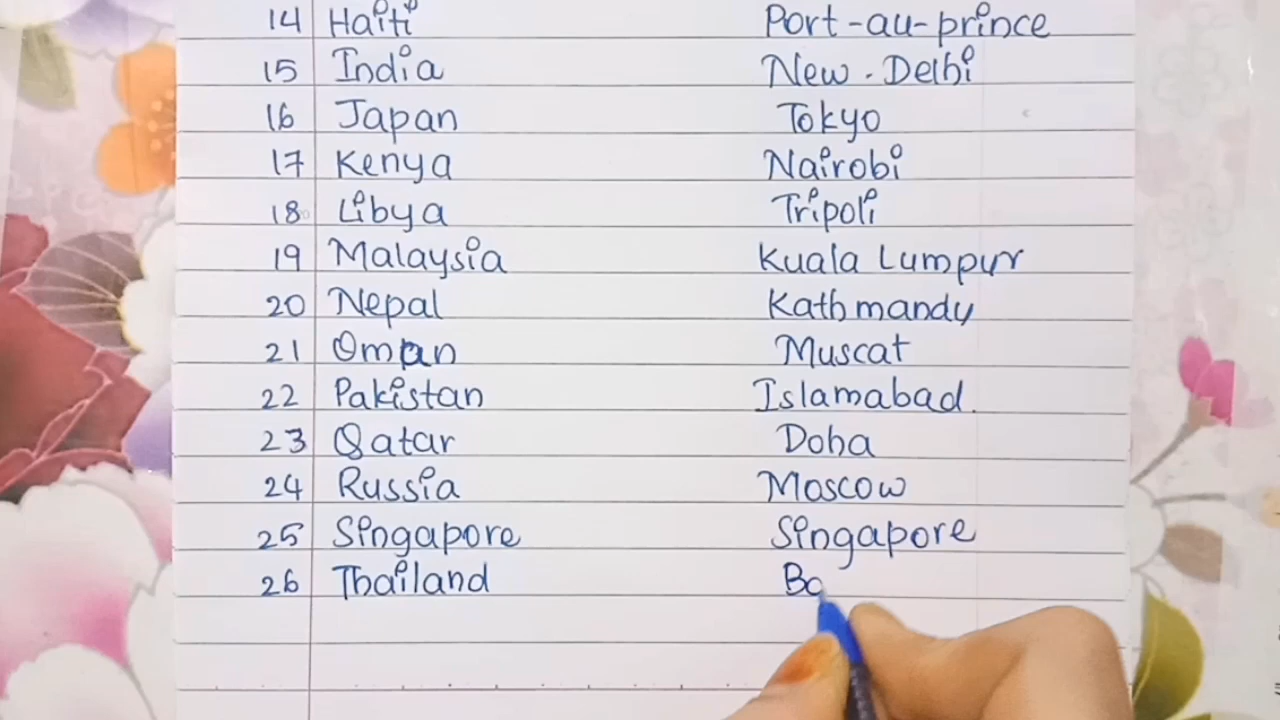 14 Haiti Port-au-prince
15 India New-Delhi
16 Japan Tokyo
17 Kenya Nairobi
18 Libya Tripoli
19 Malaysia Kuala Lumpur
20 Nepal Kathmandu
21 Oman Muscat
22 Pakistan Islamabad.
23 Qatar Doha
24 Russia Moscow
25 Singapore Singapore
26 Thailand Ba